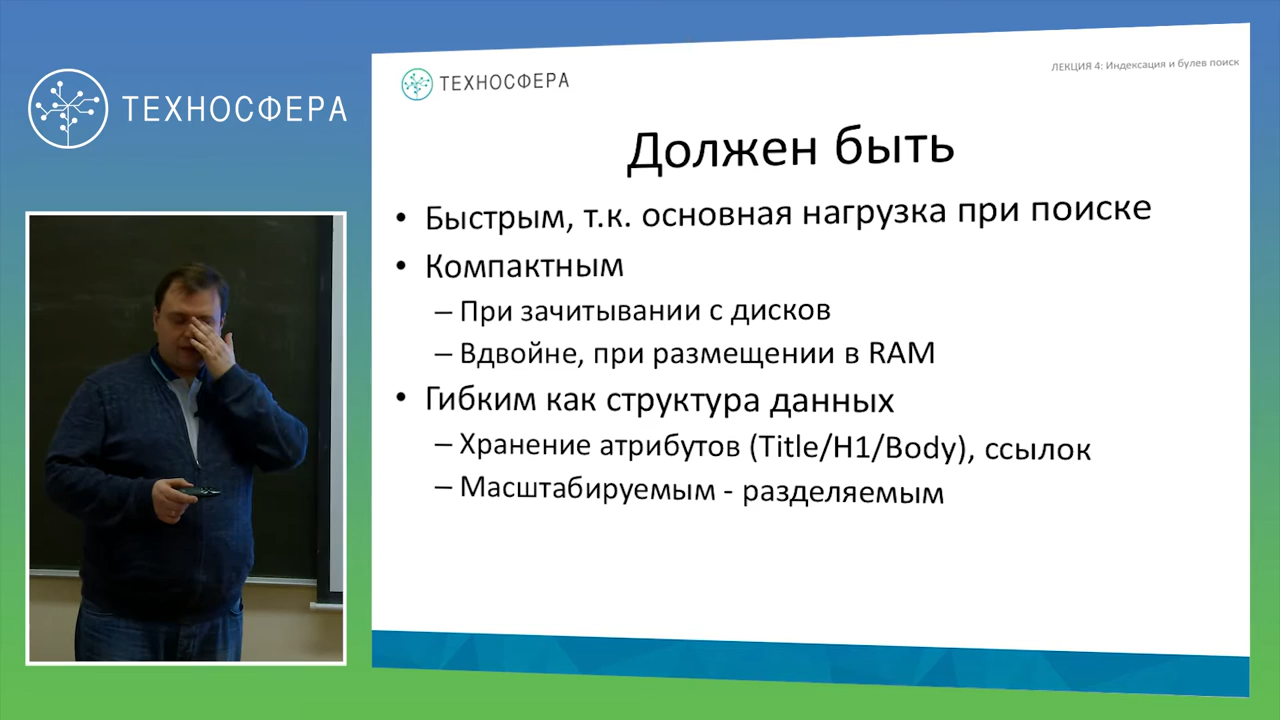 ТЕХНОСФЕРА
ТЕХНОСФЕРА
ЛЕКЦИЯ 4: Индексация и булев поиск
Должен быть
• Быстрым, т.к. основная нагрузка при поиске
• Компактным
– При зачитывании с дисков
– Вдвойне, при размещении в RAM
• Гибким как структура данных
– Хранение атрибутов (Title/H1/Body), ссылок
– Масштабируемым - разделяемым